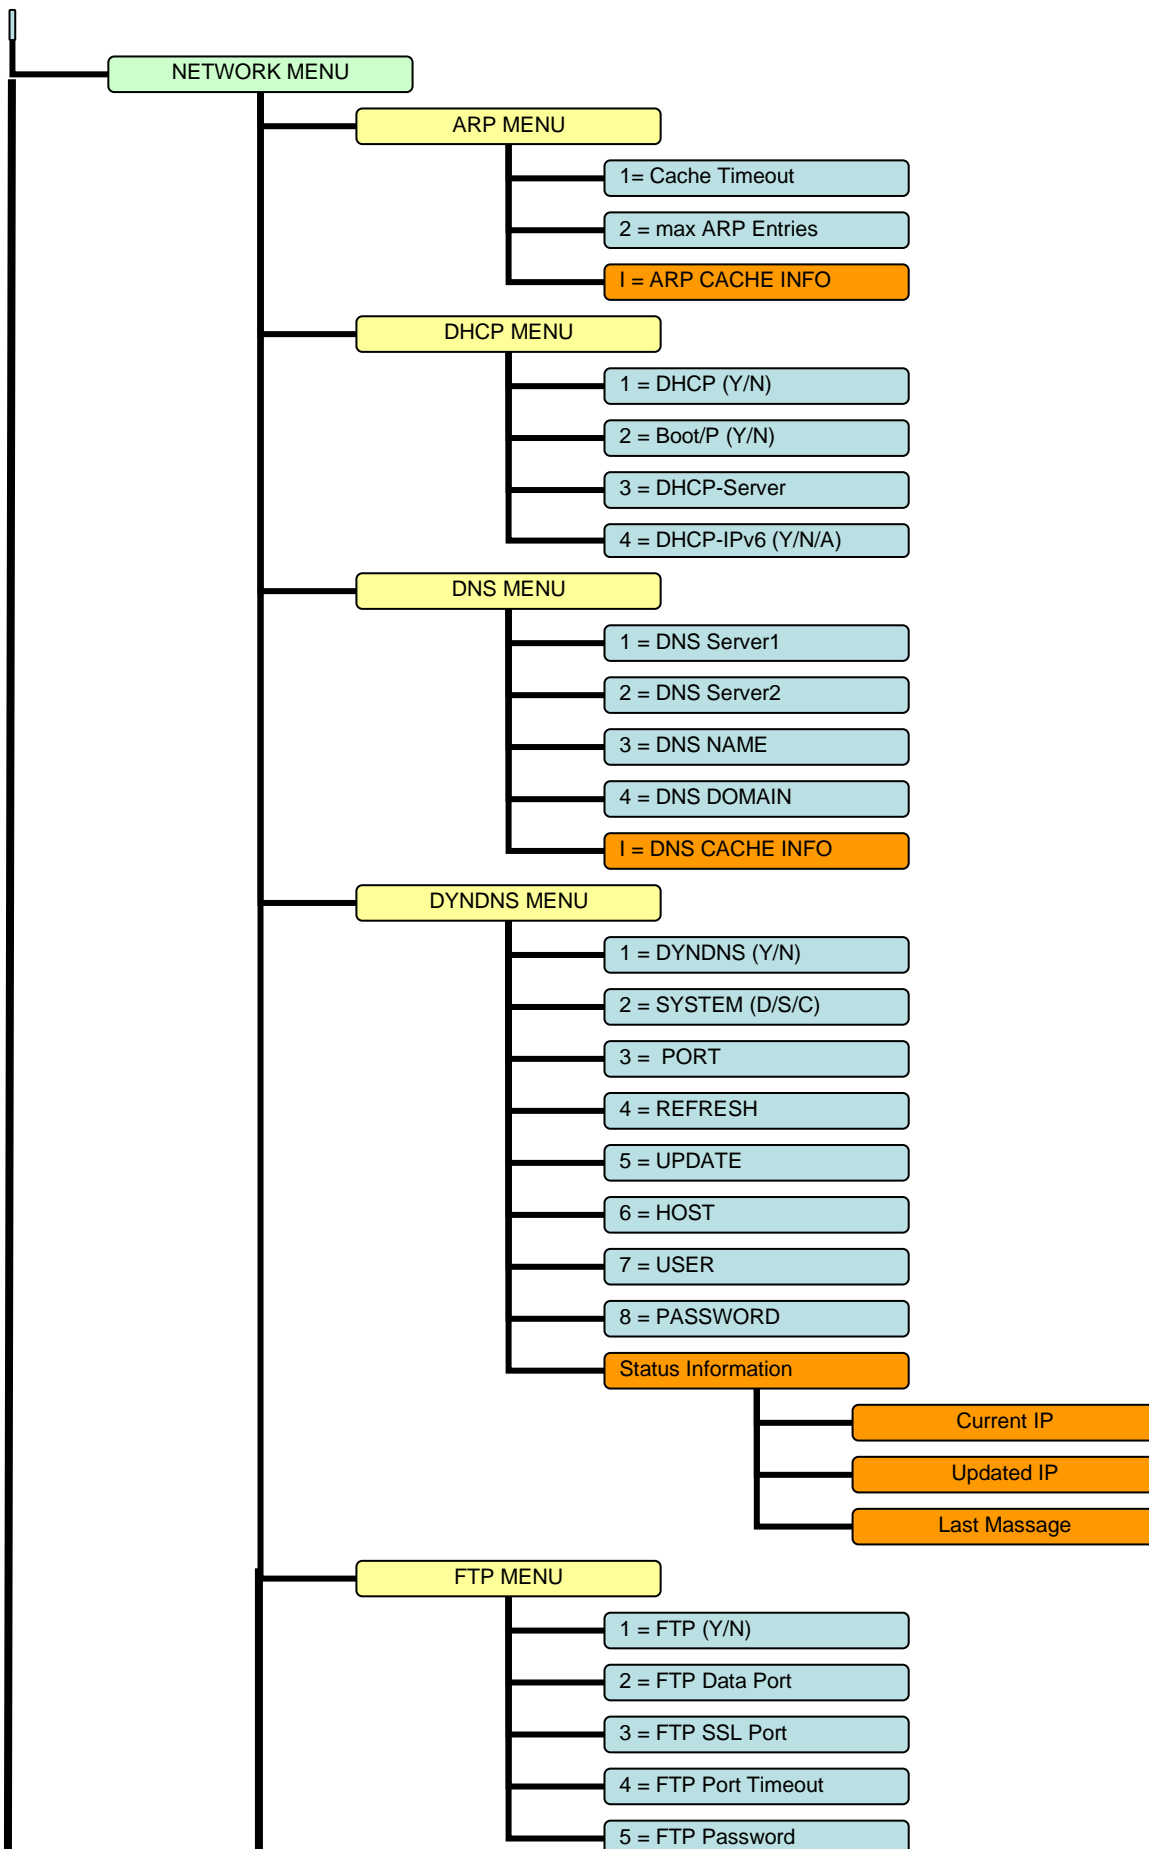 NETWORK MENU
ARP MENU
1= Cache Timeout
2 = max ARP Entries
I = ARP CACHE INFO
DHCP MENU
1 = DHCP (Y/N)
2 = Boot/P (Y/N)
3 = DHCP-Server
4 = DHCP-IPv6 (Y/N/A)
DNS MENU
1 = DNS Server1
2 = DNS Server2
3 = DNS NAME
4 = DNS DOMAIN
I = DNS CACHE INFO
DYNDNS MENU
1 = DYNDNS (Y/N)
2 = SYSTEM (D/S/C)
3 =  PORT
4 = REFRESH
5 = UPDATE
6 = HOST
7 = USER
8 = PASSWORD
Status Information
Current IP
Updated IP
Last Massage
FTP MENU
1 = FTP (Y/N)
2 = FTP Data Port
3 = FTP SSL Port
4 = FTP Port Timeout
5 = FTP Password